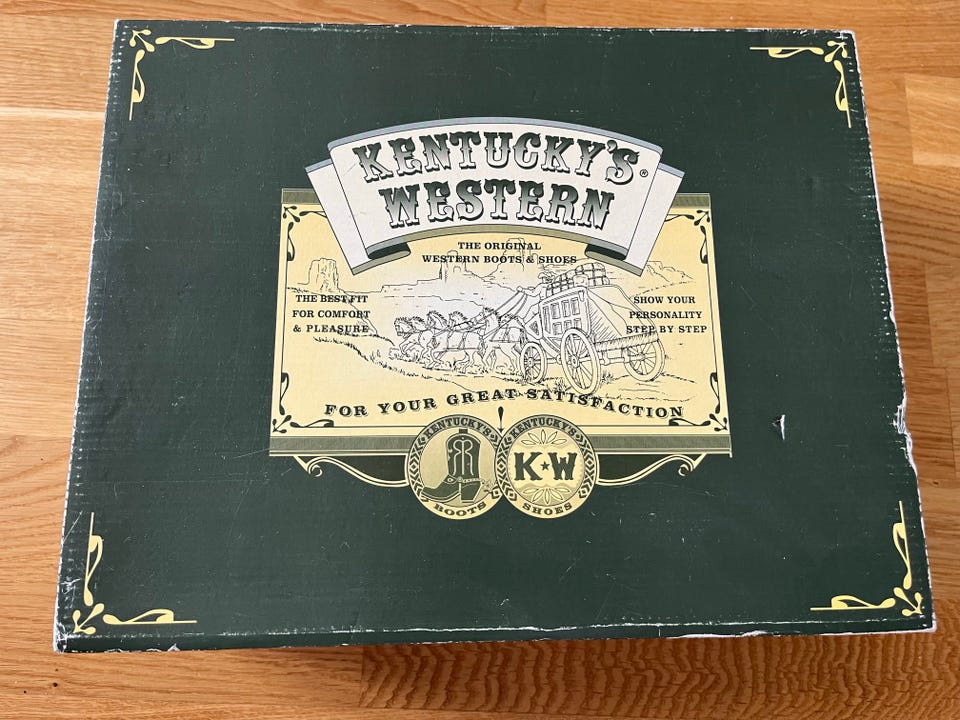 KENTUCKY'S®
WESTERN
THE ORIGINAL
WESTERN BOOTS & SHOES
THE BEST FIT
FOR COMFORT
& PLEASURE
SHOW YOUR
PERSONALITY
STEP BY STEP
FOR YOUR GREAT SATISFACTION
KENTUCKY'S
BOOTS
KENTUCKY'S
K★W
SHOES